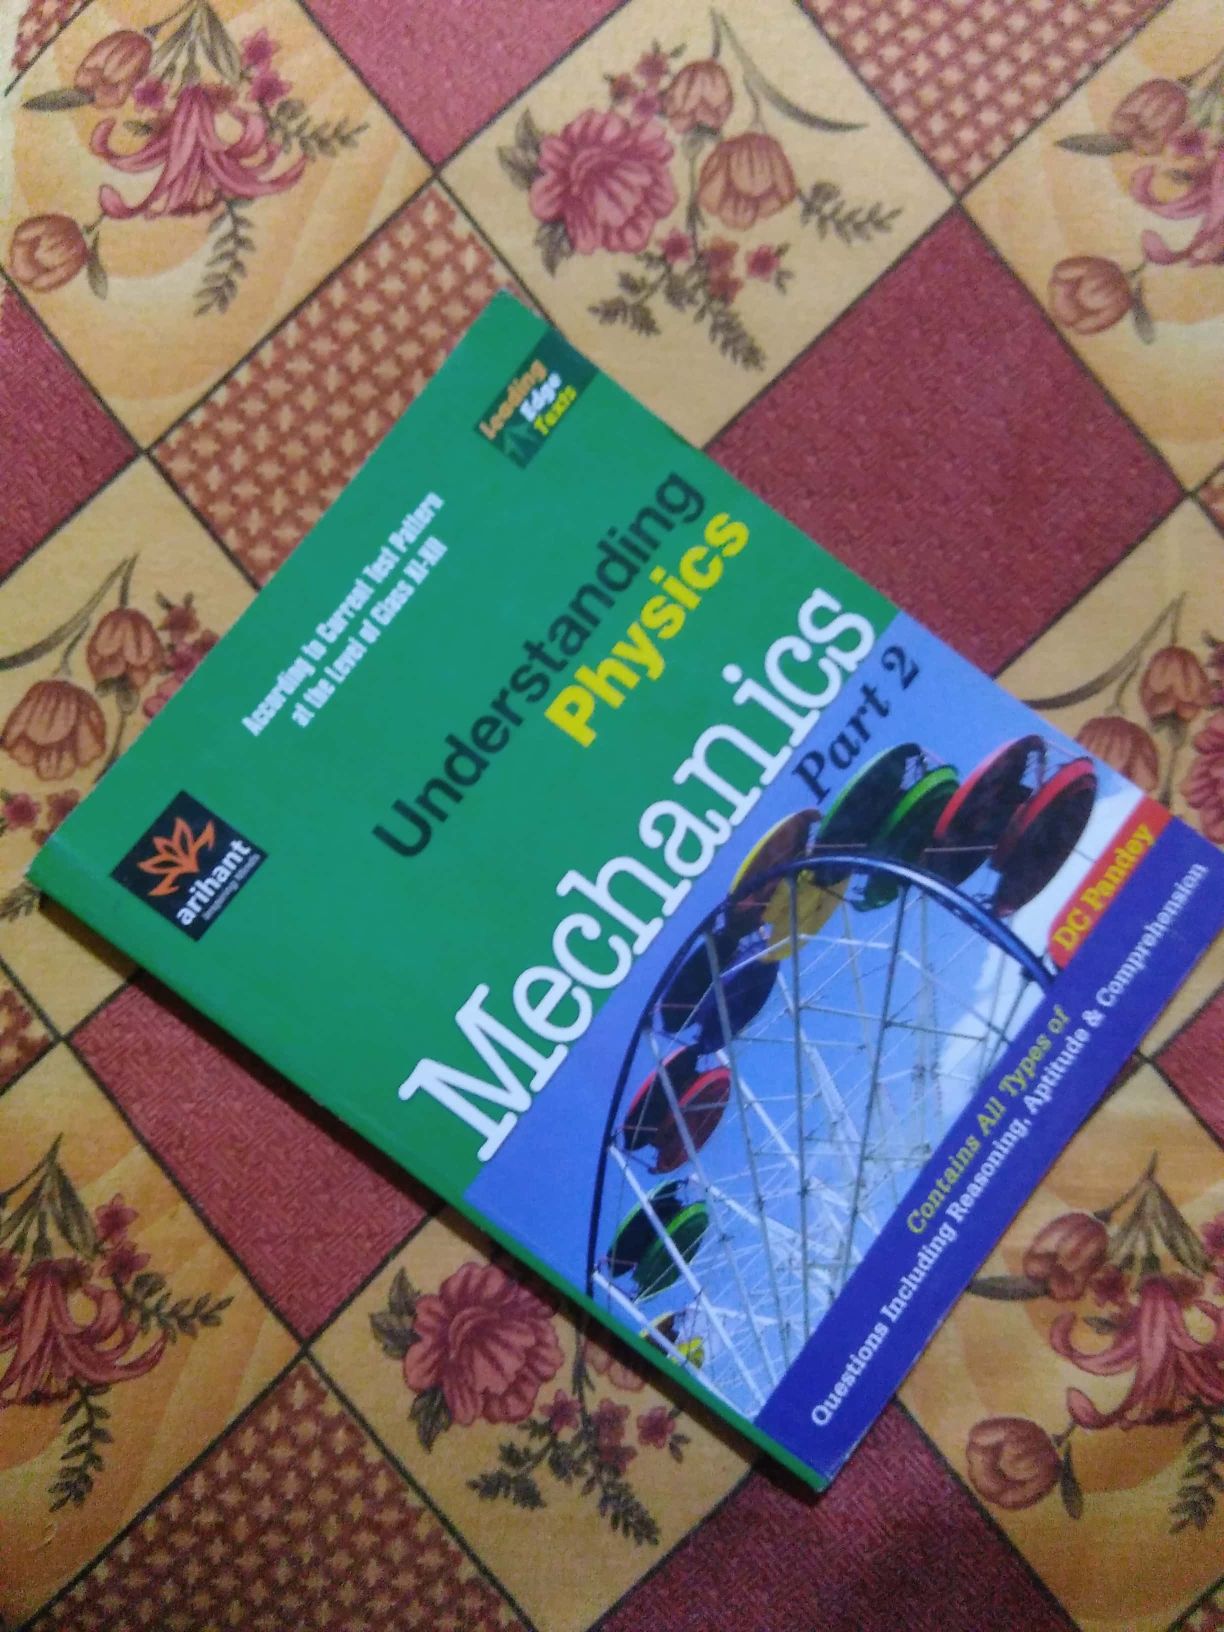 Leading
Edge
Texts
According to Current Test Pattern
at the Level of Class XI-XII
Understanding
Physics
Mechanics
Part 2
arihant
DC Pandey
Contains All Types of
Questions Including Reasoning, Aptitude & Comprehension